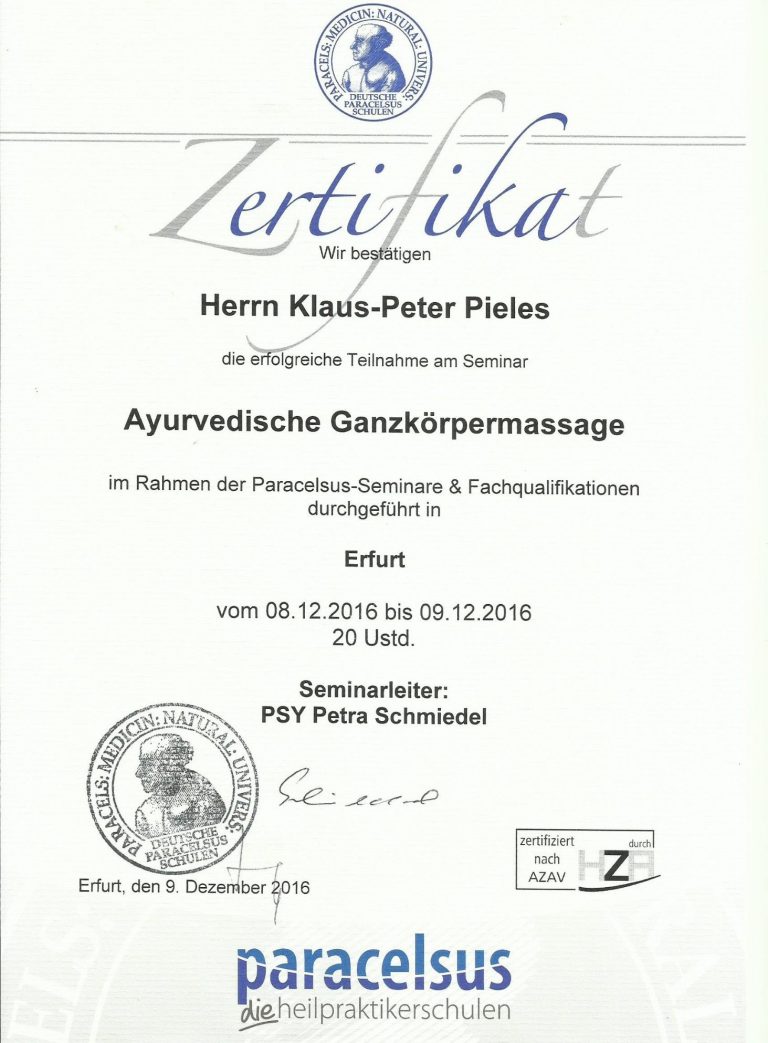 PARACELS: MEDICIN: NATURAL: UNIVERS:
DEUTSCHE
PARACELSUS
SCHULEN
Zertifikat
Wir bestätigen
Herrn Klaus-Peter Pieles
die erfolgreiche Teilnahme am Seminar
Ayurvedische Ganzkörpermassage
im Rahmen der Paracelsus-Seminare & Fachqualifikationen
durchgeführt in
Erfurt
vom 08.12.2016 bis 09.12.2016
20 Ustd.
Seminarleiter:
PSY Petra Schmiedel
PARACELS: MEDICIN: NATURAL: UNIVERS:
DEUTSCHE
PARACELSUS
SCHULEN
zertifiziert durch
nach HZA
AZAV
Erfurt, den 9. Dezember 2016
paracelsus
die heilpraktikerschulen